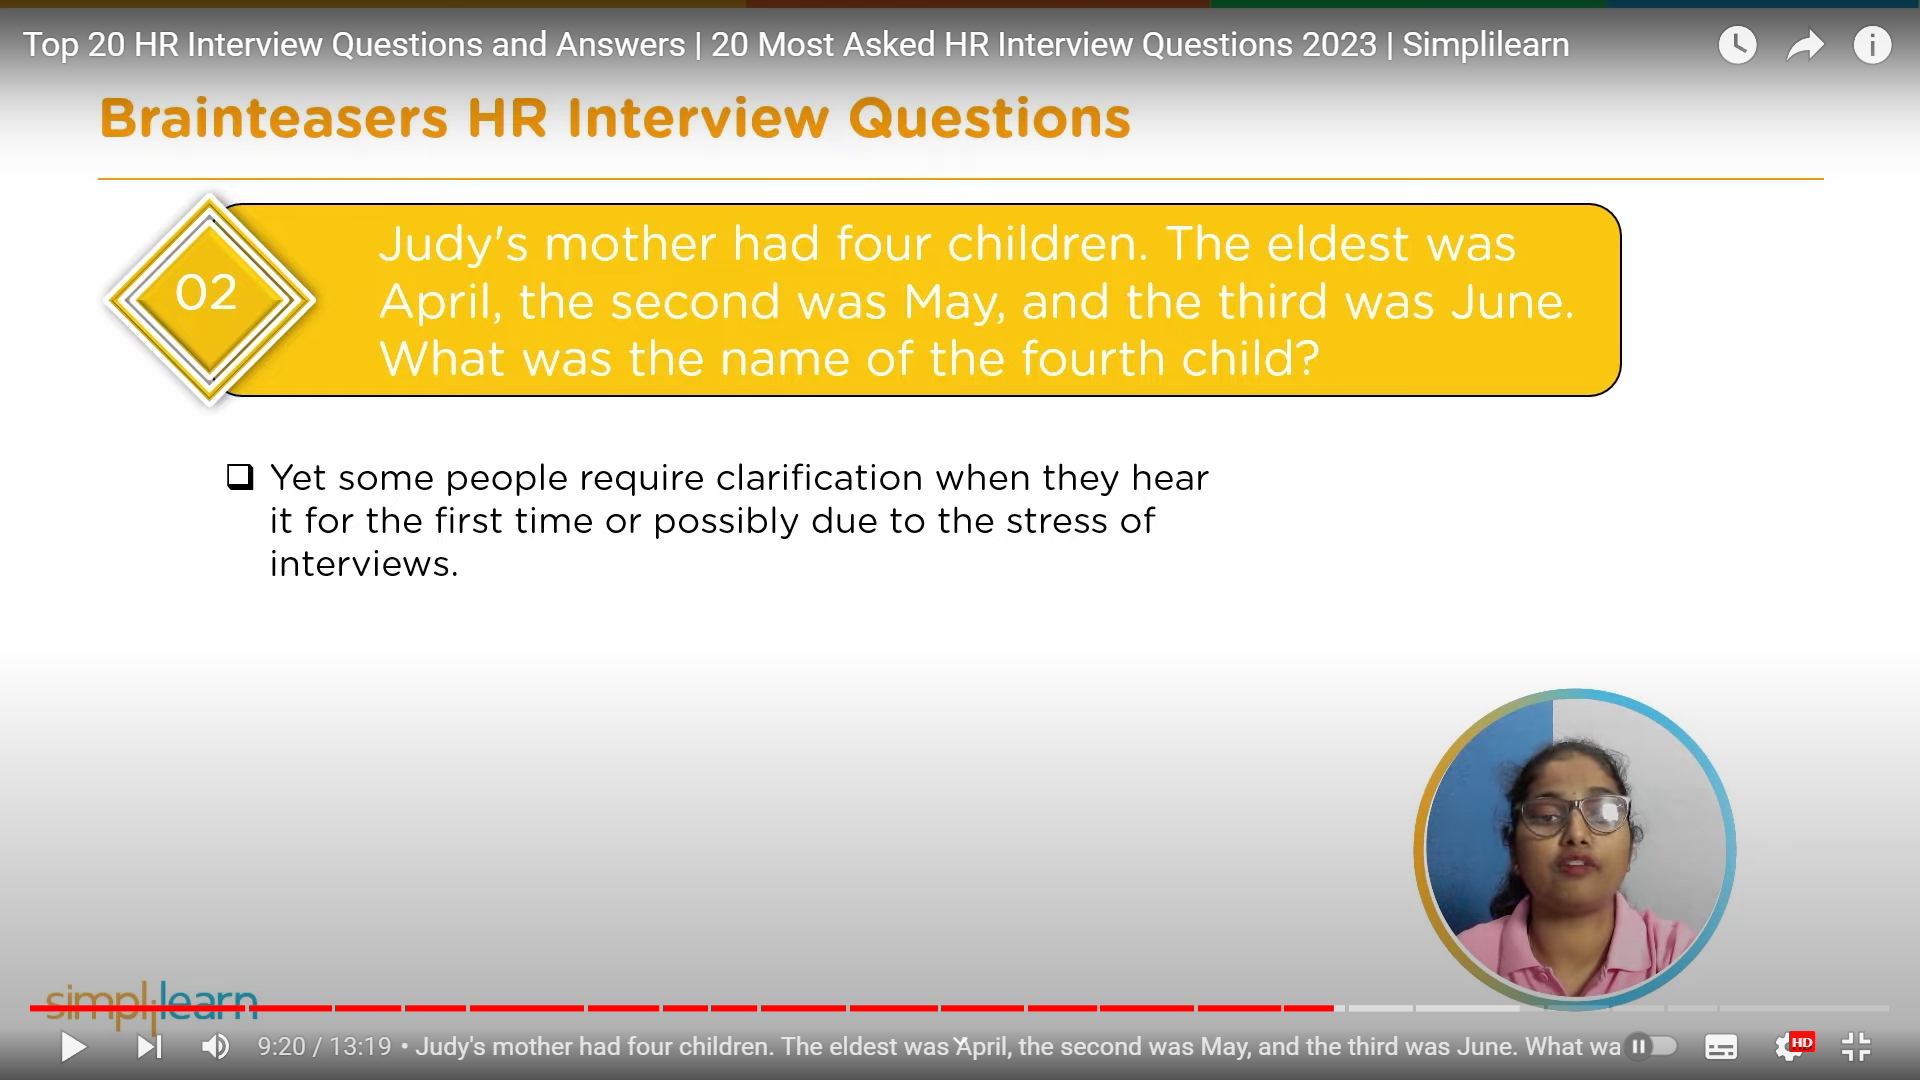 Top 20 HR Interview Questions and Answers | 20 Most Asked HR Interview Questions 2023 | Simplilearn
Brainteasers HR Interview Questions
02
Judy's mother had four children. The eldest was
April, the second was May, and the third was June.
What was the name of the fourth child?
Yet some people require clarification when they hear
it for the first time or possibly due to the stress of
interviews.
simplilearn
9:20 / 13:19 • Judy's mother had four children. The eldest was April, the second was May, and the third was June. What wa
HD